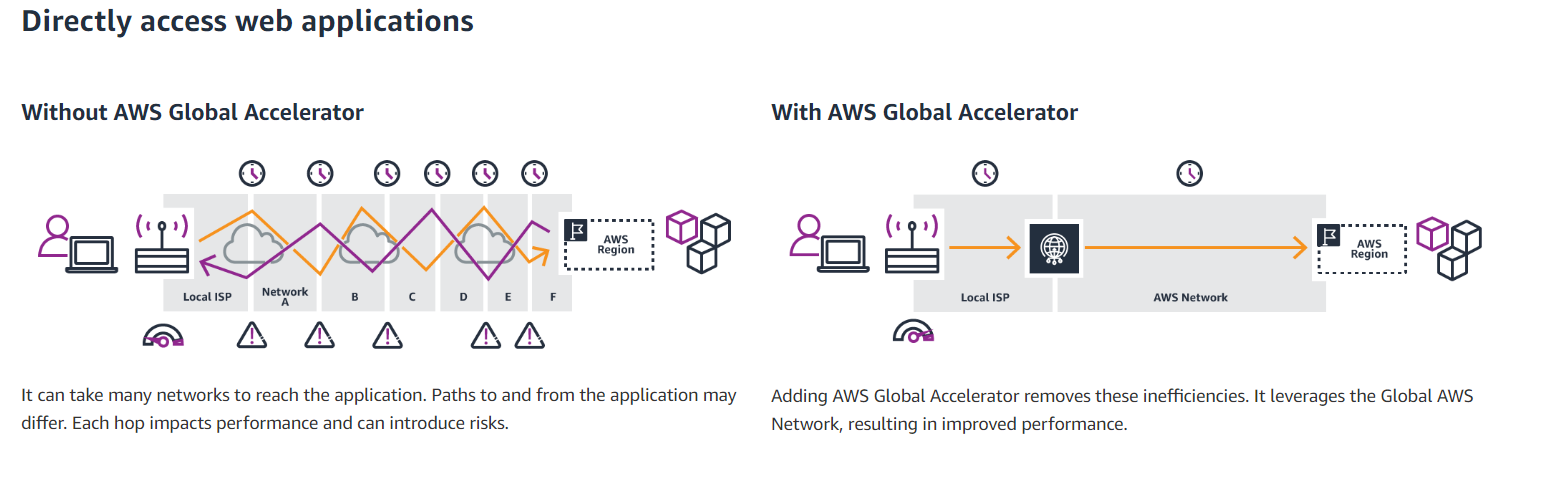 Directly access web applications
Without AWS Global Accelerator
AWS
Region
Local ISP
Network
A
B
C
D
E
F
It can take many networks to reach the application. Paths to and from the application may
differ. Each hop impacts performance and can introduce risks.
With AWS Global Accelerator
AWS
Region
Local ISP
AWS Network
Adding AWS Global Accelerator removes these inefficiencies. It leverages the Global AWS
Network, resulting in improved performance.